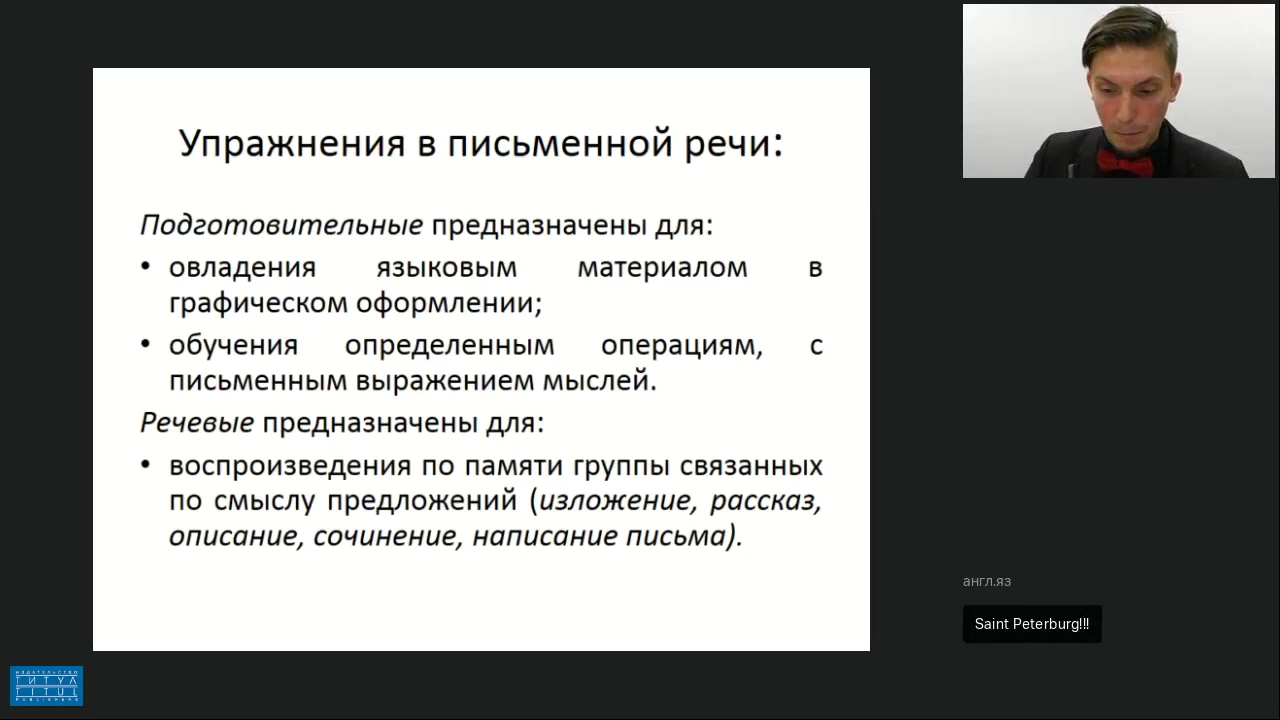 Упражнения в письменной речи:
Подготовительные предназначены для:
• овладения языковым материалом в
графическом оформлении;
• обучения определенным операциям, с
письменным выражением мыслей.
Речевые предназначены для:
• воспроизведения по памяти группы связанных
по смыслу предложений (изложение, рассказ,
описание, сочинение, написание письма).
англ.яз
Saint Peterburg!!!
ИЗДАТЕЛЬСТВО
ТИТУЛ
TITUL
PUBLISHERS